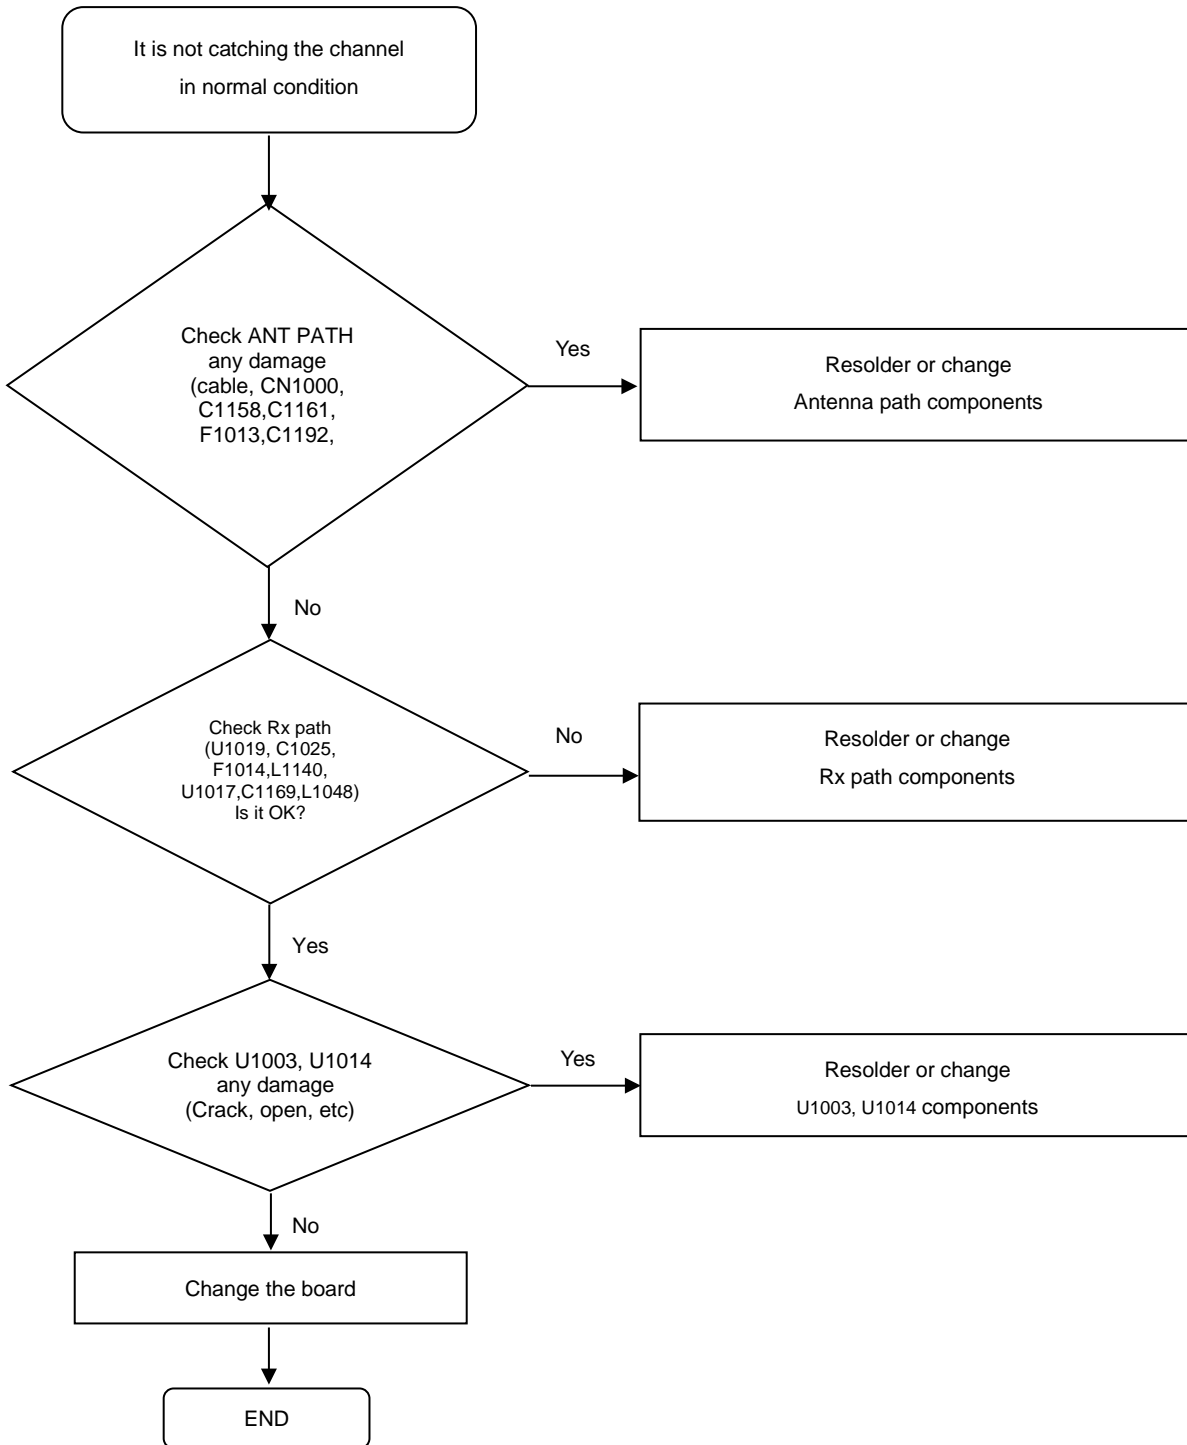 It is not catching the channel
in normal condition
Check ANT PATH
any damage
(cable, CN1000,
C1158,C1161,
F1013,C1192,
Yes
Resolder or change
Antenna path components
No
Check Rx path
(U1019, C1025,
F1014,L1140,
U1017,C1169,L1048)
Is it OK?
No
Resolder or change
Rx path components
Yes
Check U1003, U1014
any damage
(Crack, open, etc)
Yes
Resolder or change
U1003, U1014 components
No
Change the board
END